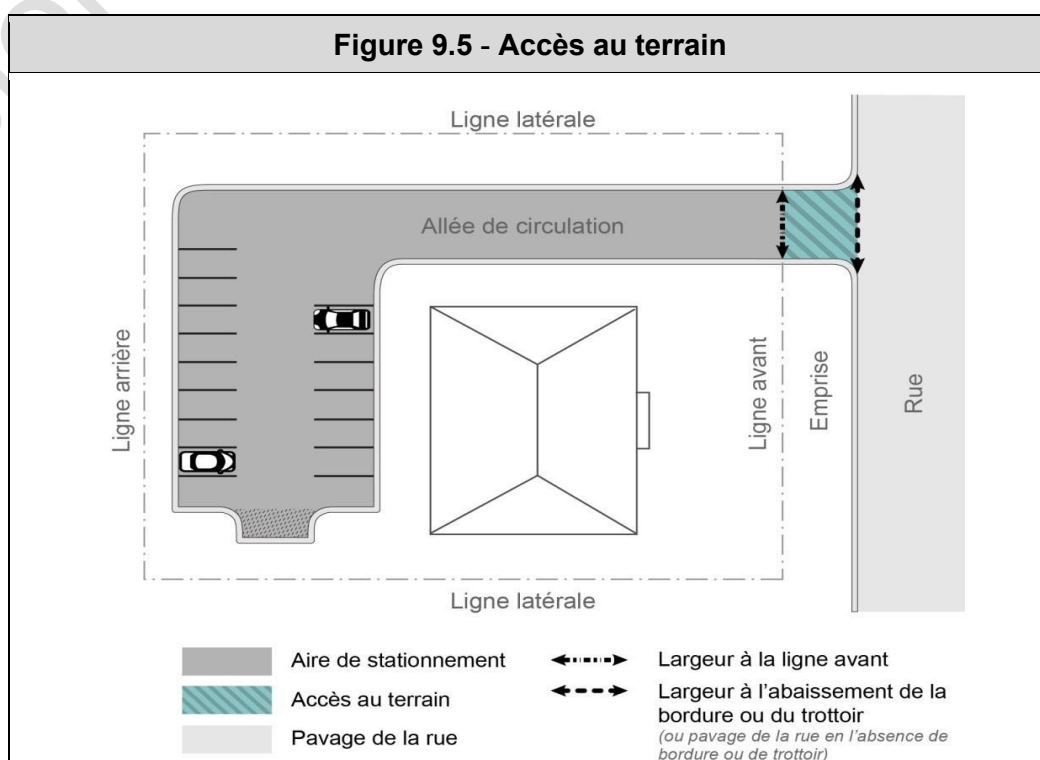 Figure 9.5 - Accès au terrain
Ligne latérale
Allée de circulation
Ligne arrière
Ligne avant
Emprise
Rue
Ligne latérale
Aire de stationnement
Accès au terrain
Pavage de la rue
Largeur à la ligne avant
Largeur à l'abaissement de la
bordure ou du trottoir
(ou pavage de la rue en l'absence de
bordure ou de trottoir)